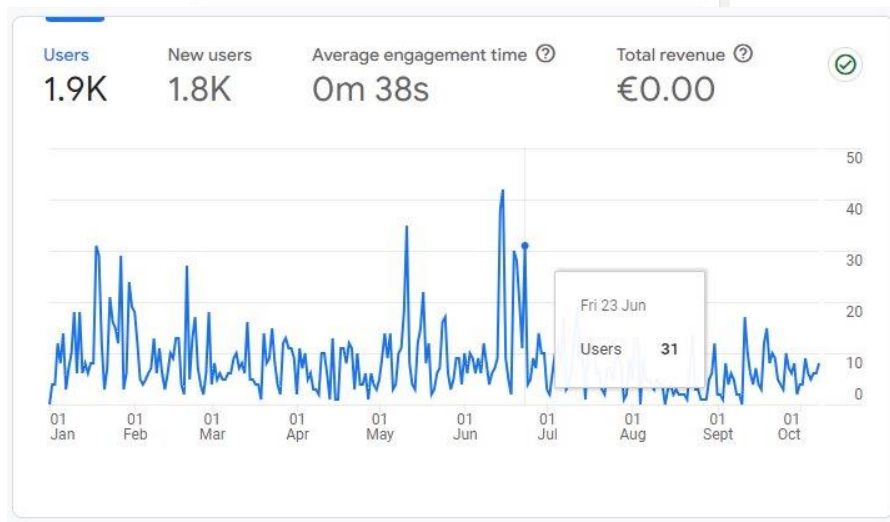 Users New users Average engagement time Total revenue
1.9K 1.8K 0m 38s €0.00
50
40
30
Fri 23 Jun
20
Users 31
10
0
01 01 01 01 01 01 01 01 01 01
Jan Feb Mar Apr May Jun Jul Aug Sept Oct